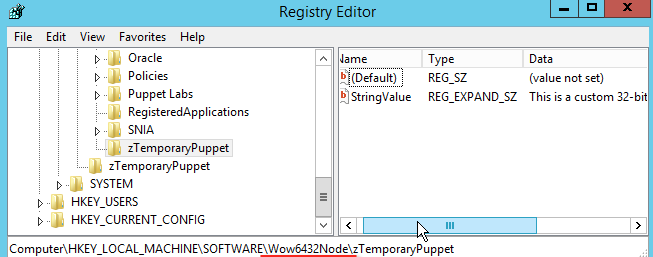 Registry Editor
File Edit View Favorites Help
Oracle
Policies
Puppet Labs
RegisteredApplications
SNIA
zTemporaryPuppet
zTemporaryPuppet
SYSTEM
HKEY_USERS
HKEY_CURRENT_CONFIG
Name Type Data
(Default) REG_SZ (value not set)
StringValue REG_EXPAND_SZ This is a custom 32-bit
Computer\HKEY_LOCAL_MACHINE\SOFTWARE\Wow6432Node\zTemporaryPuppet